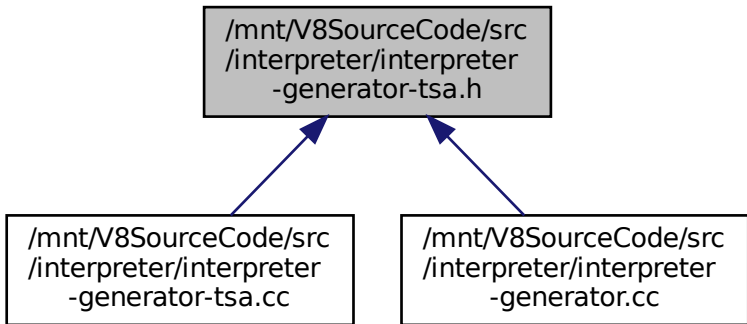 /mnt/V8SourceCode/src
/interpreter/interpreter
-generator-tsa.h
/mnt/V8SourceCode/src
/interpreter/interpreter
-generator-tsa.cc
/mnt/V8SourceCode/src
/interpreter/interpreter
-generator.cc